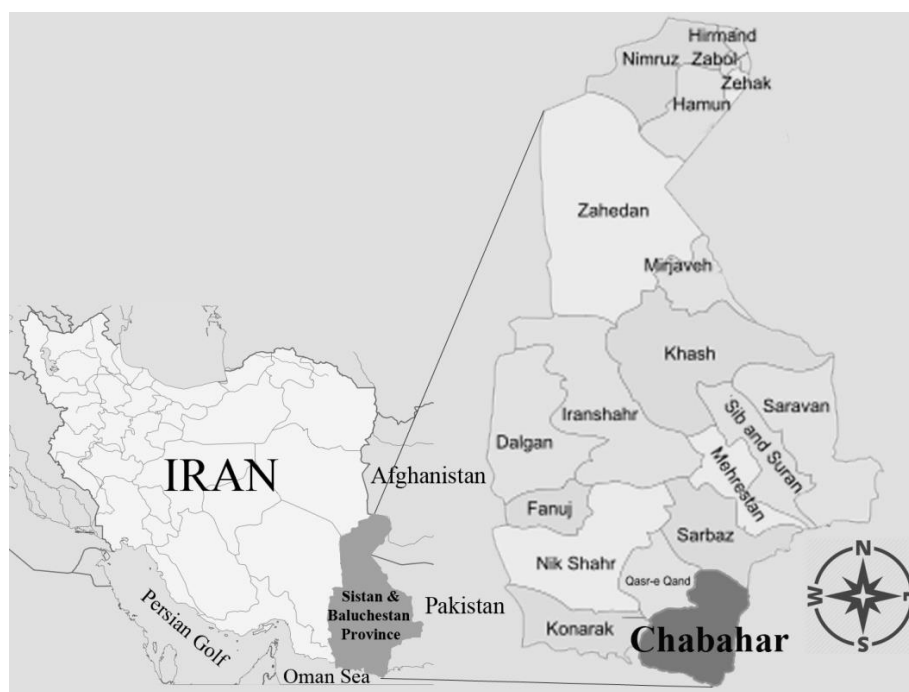 IRAN
Afghanistan
Pakistan
Sistan &
Baluchestan
Province
Persian Golf
Oman Sea
Hirmand
Nimruz
Zabol
Zehak
Hamun
Zahedan
Mirjaveh
Khash
Saravan
Sib and Suran
Iranshahr
Dalgan
Mehrestan
Fanuj
Sarbaz
Nik Shahr
Qasr-e Qand
Konarak
Chabahar
N
W
S